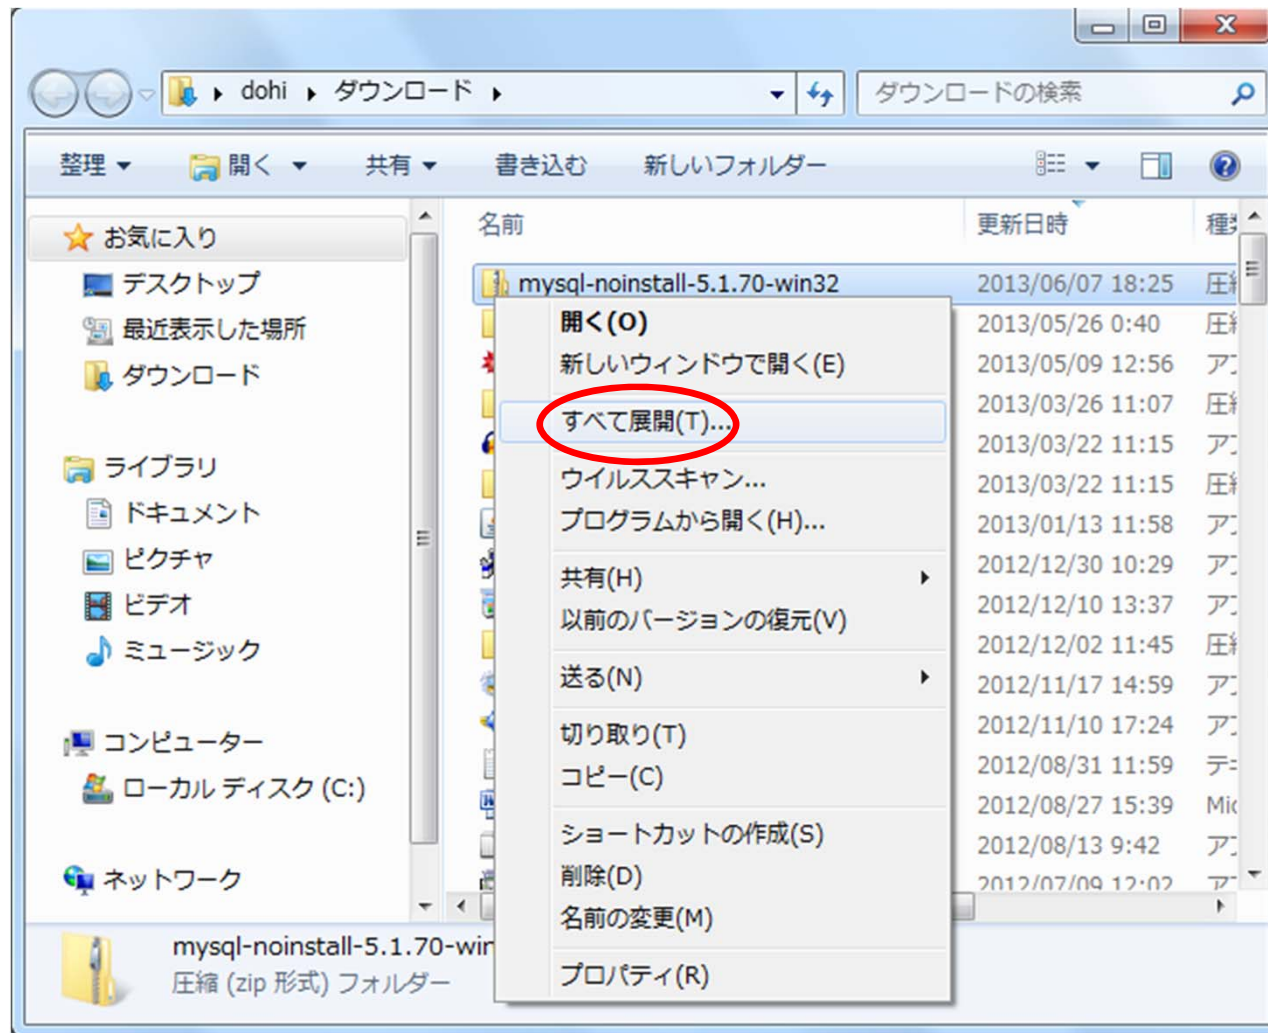 dohi ダウンロード
ダウンロードの検索
整理 開く 共有 書き込む 新しいフォルダー
お気に入り
デスクトップ
最近表示した場所
ダウンロード
ライブラリ
ドキュメント
ピクチャ
ビデオ
ミュージック
コンピューター
ローカル ディスク (C:)
ネットワーク
名前 更新日時
mysql-noinstall-5.1.70-win32 2013/06/07 18:25
2013/05/26 0:40
2013/05/09 12:56
2013/03/26 11:07
2013/03/22 11:15
2013/03/22 11:15
2013/01/13 11:58
2012/12/30 10:29
2012/12/10 13:37
2012/12/02 11:45
2012/11/17 14:59
2012/11/10 17:24
2012/08/31 11:59
2012/08/27 15:39
2012/08/13 9:42
2012/07/09 12:02
開く(O)
新しいウィンドウで開く(E)
すべて展開(T)...
ウイルススキャン...
プログラムから開く(H)...
共有(H)
以前のバージョンの復元(V)
送る(N)
切り取り(T)
コピー(C)
ショートカットの作成(S)
削除(D)
名前の変更(M)
プロパティ(R)
mysql-noinstall-5.1.70-win
圧縮 (zip 形式) フォルダー